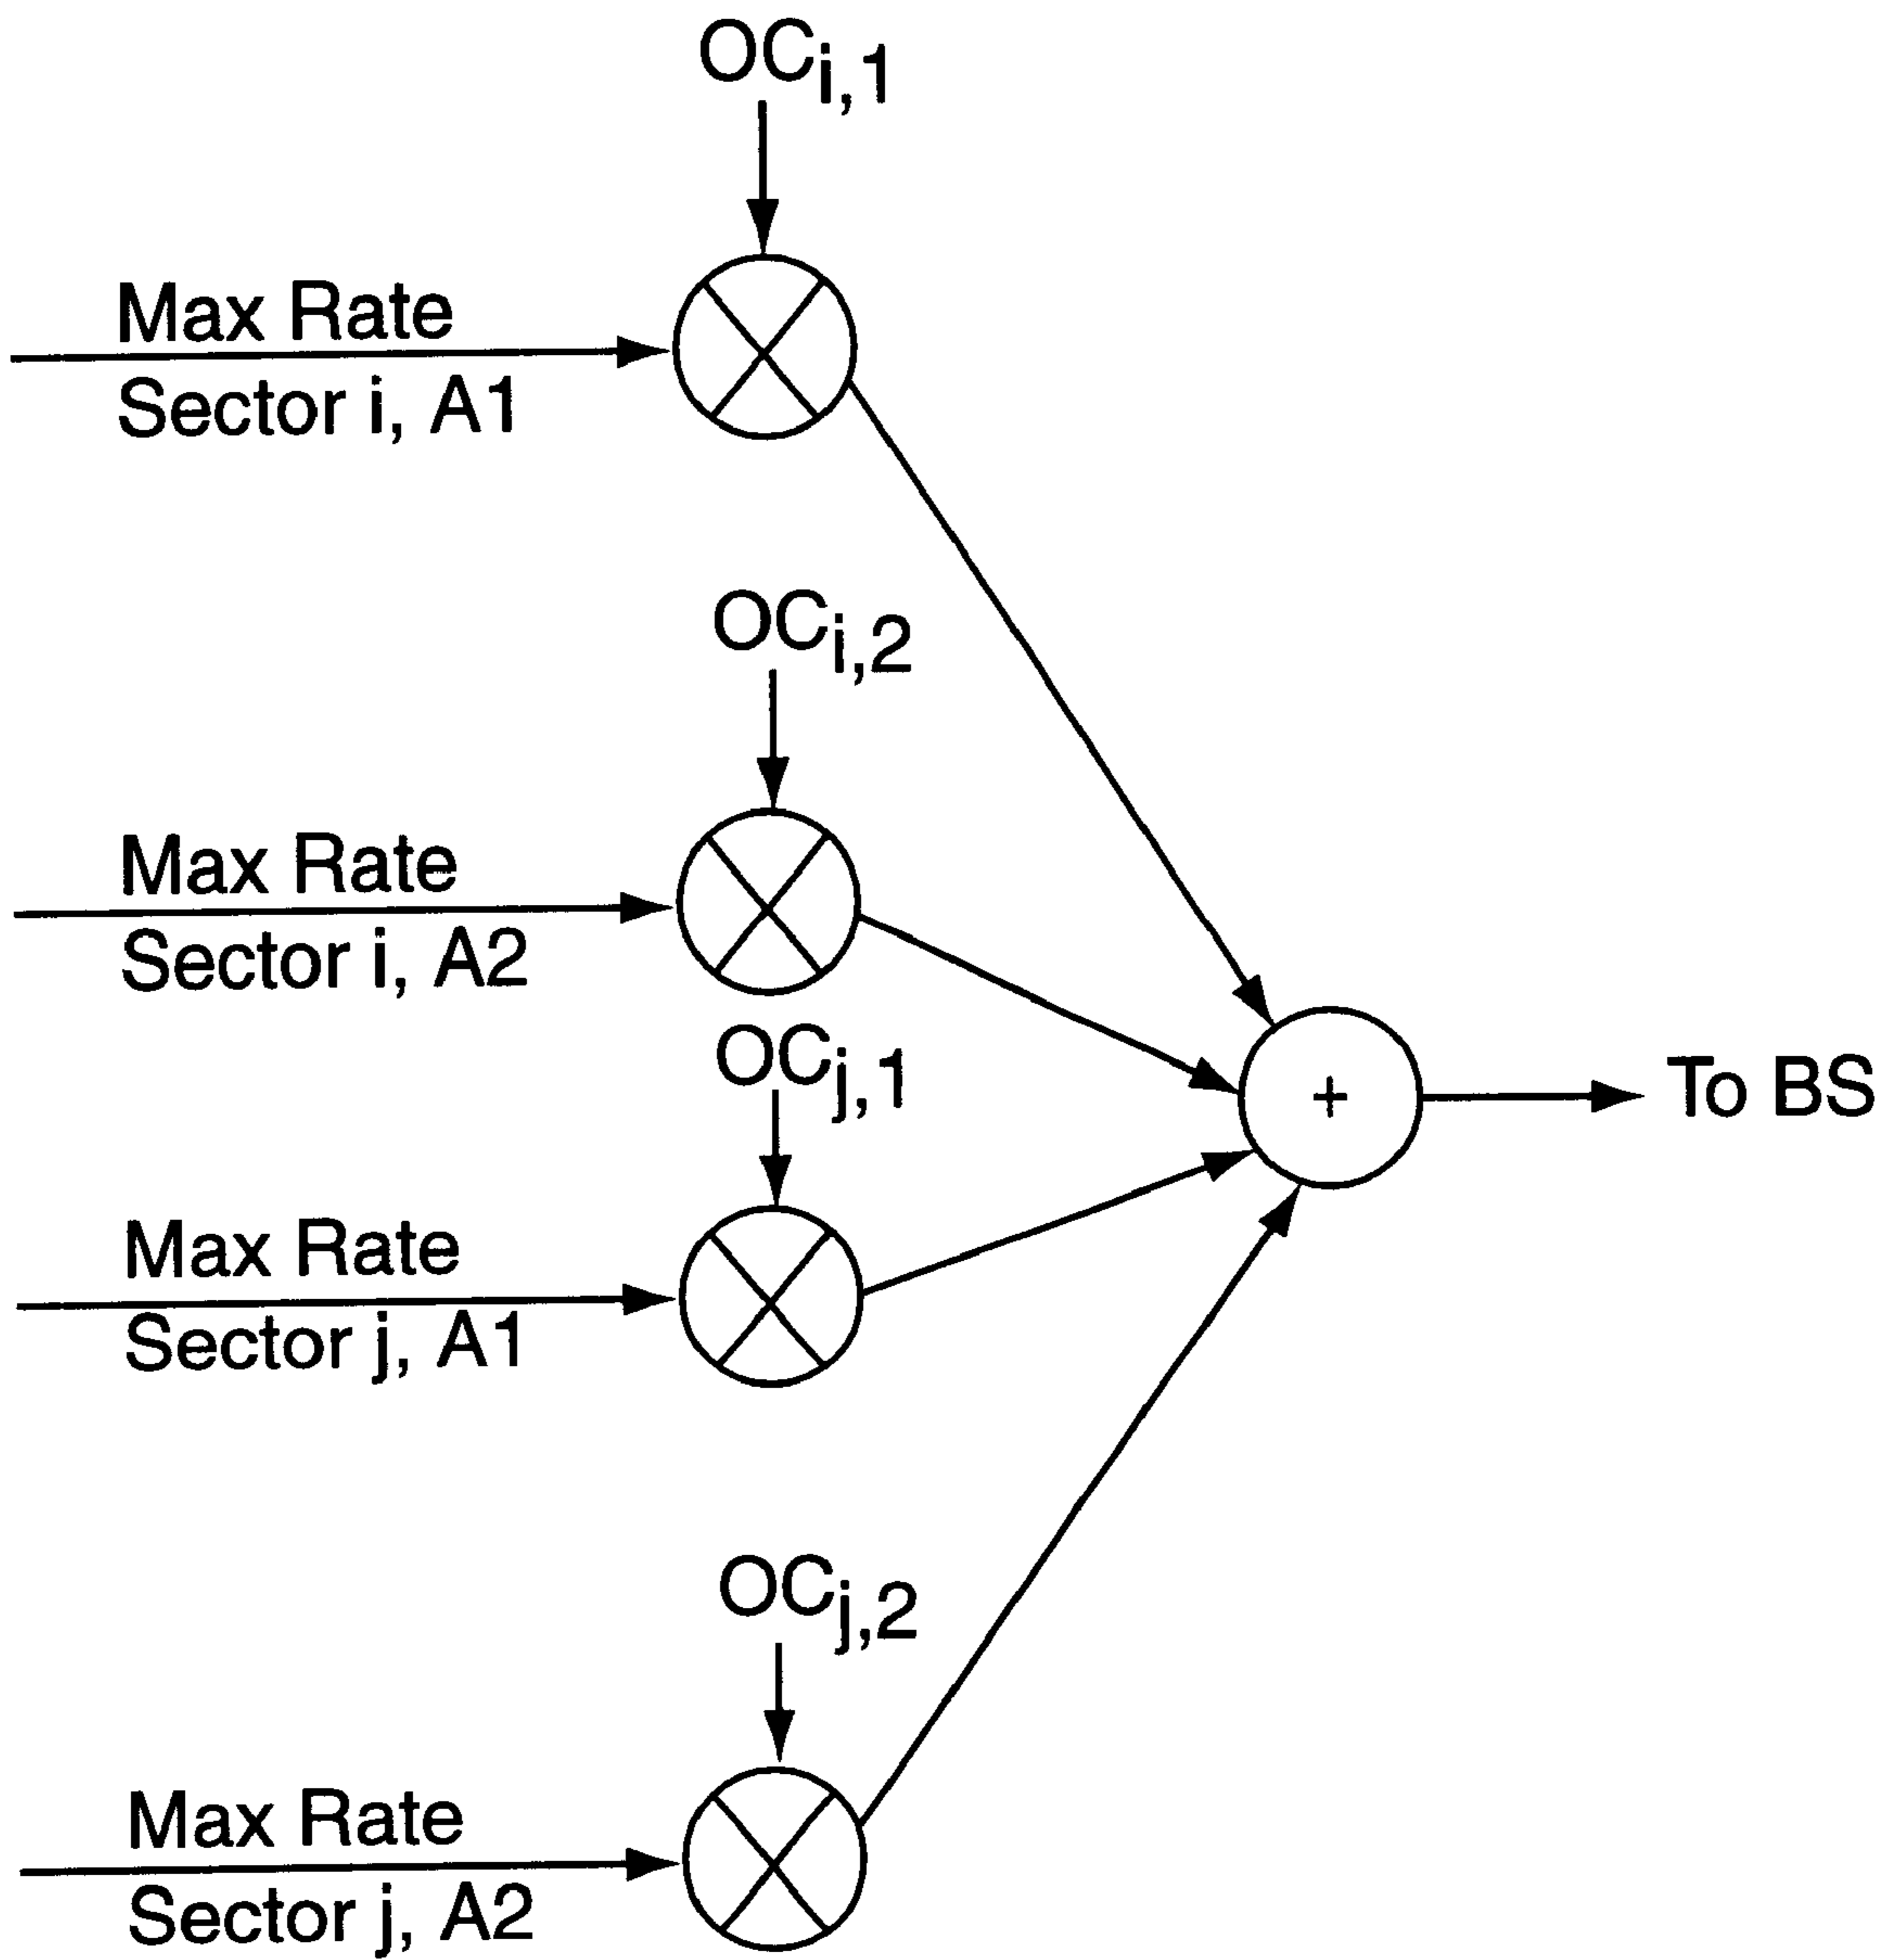 OCi,1
Max Rate
Sector i, A1
OCi,2
Max Rate
Sector i, A2
OCj,1
+
To BS
Max Rate
Sector j, A1
OCj,2
Max Rate
Sector j, A2